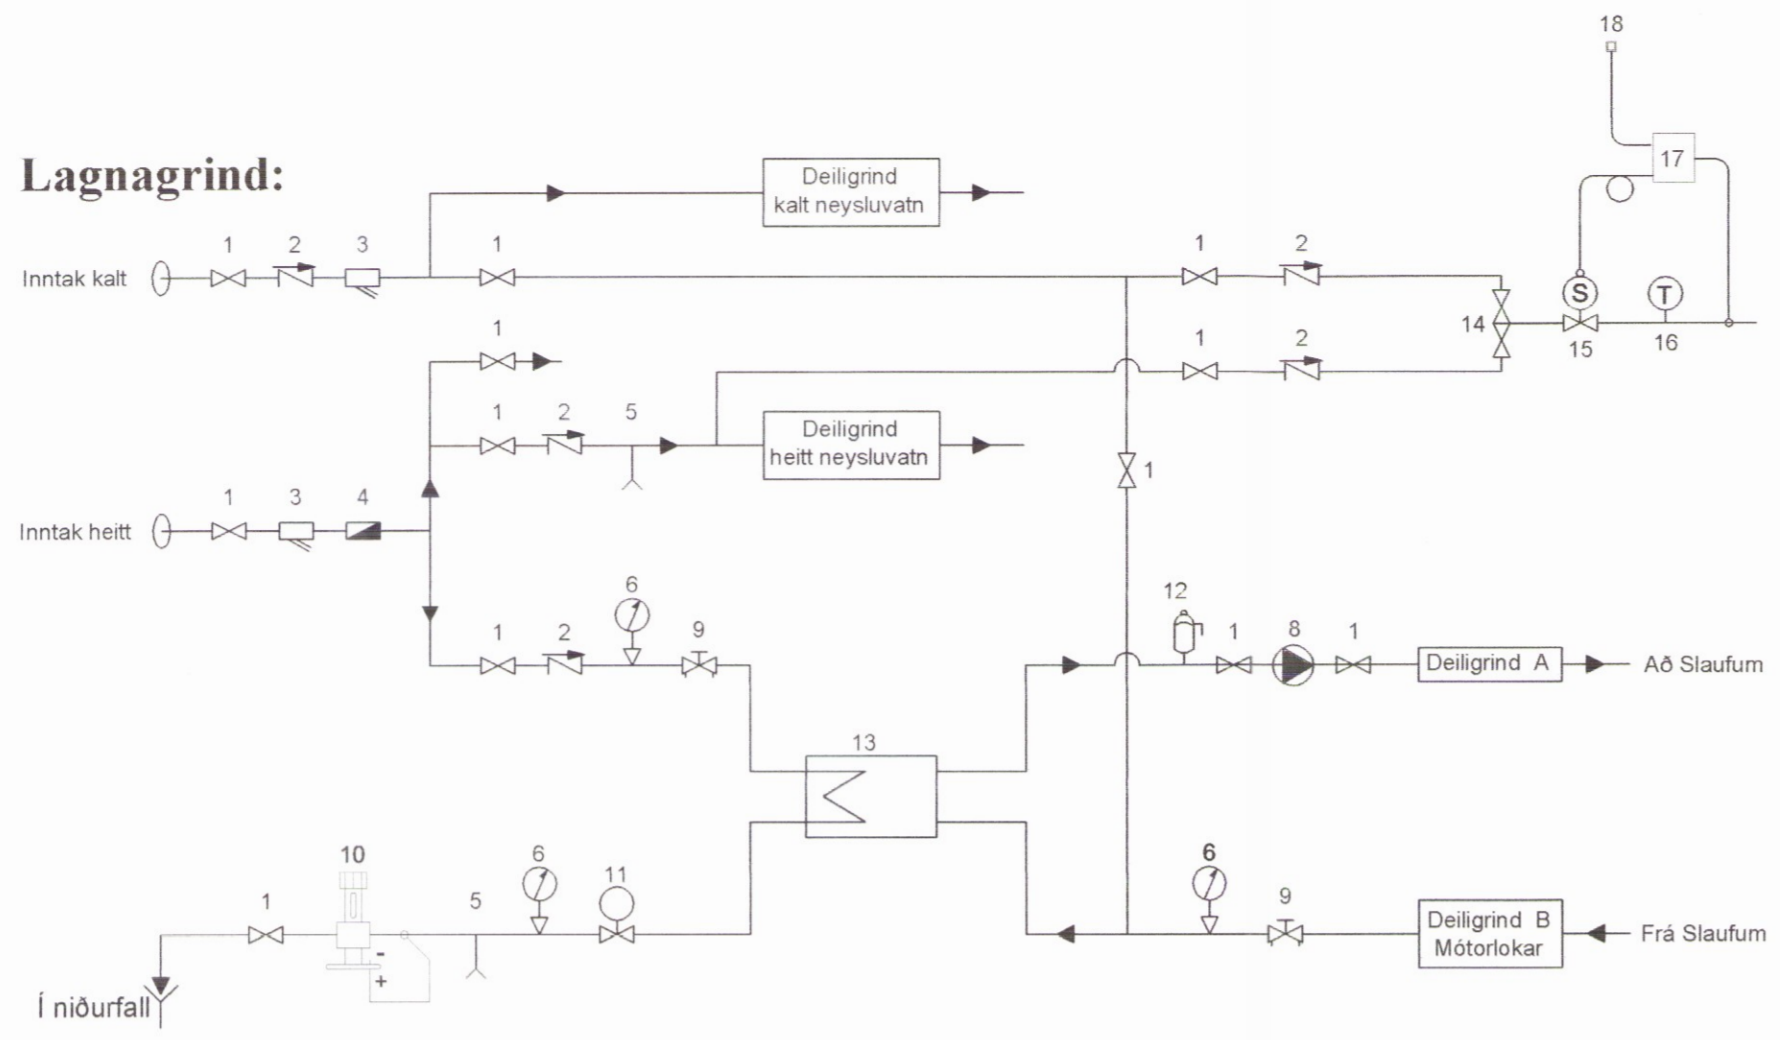 18
17
Lagnagrind:
Deiligrind
kalt neysluvatn
1 2 3 1 1 2
Inntak kalt
S T
14 15 16
1 1 2
1 2 5
Deiligrind
heitt neysluvatn
1
1 3 4
Inntak heitt
6 12
1 2 9 1 8 1
Deiligrind A Að Slaufum
13
10 6 6
1 5 11 9
Deiligrind B
Mótorlokar
Frá Slaufum
-
+
Í niðurfall